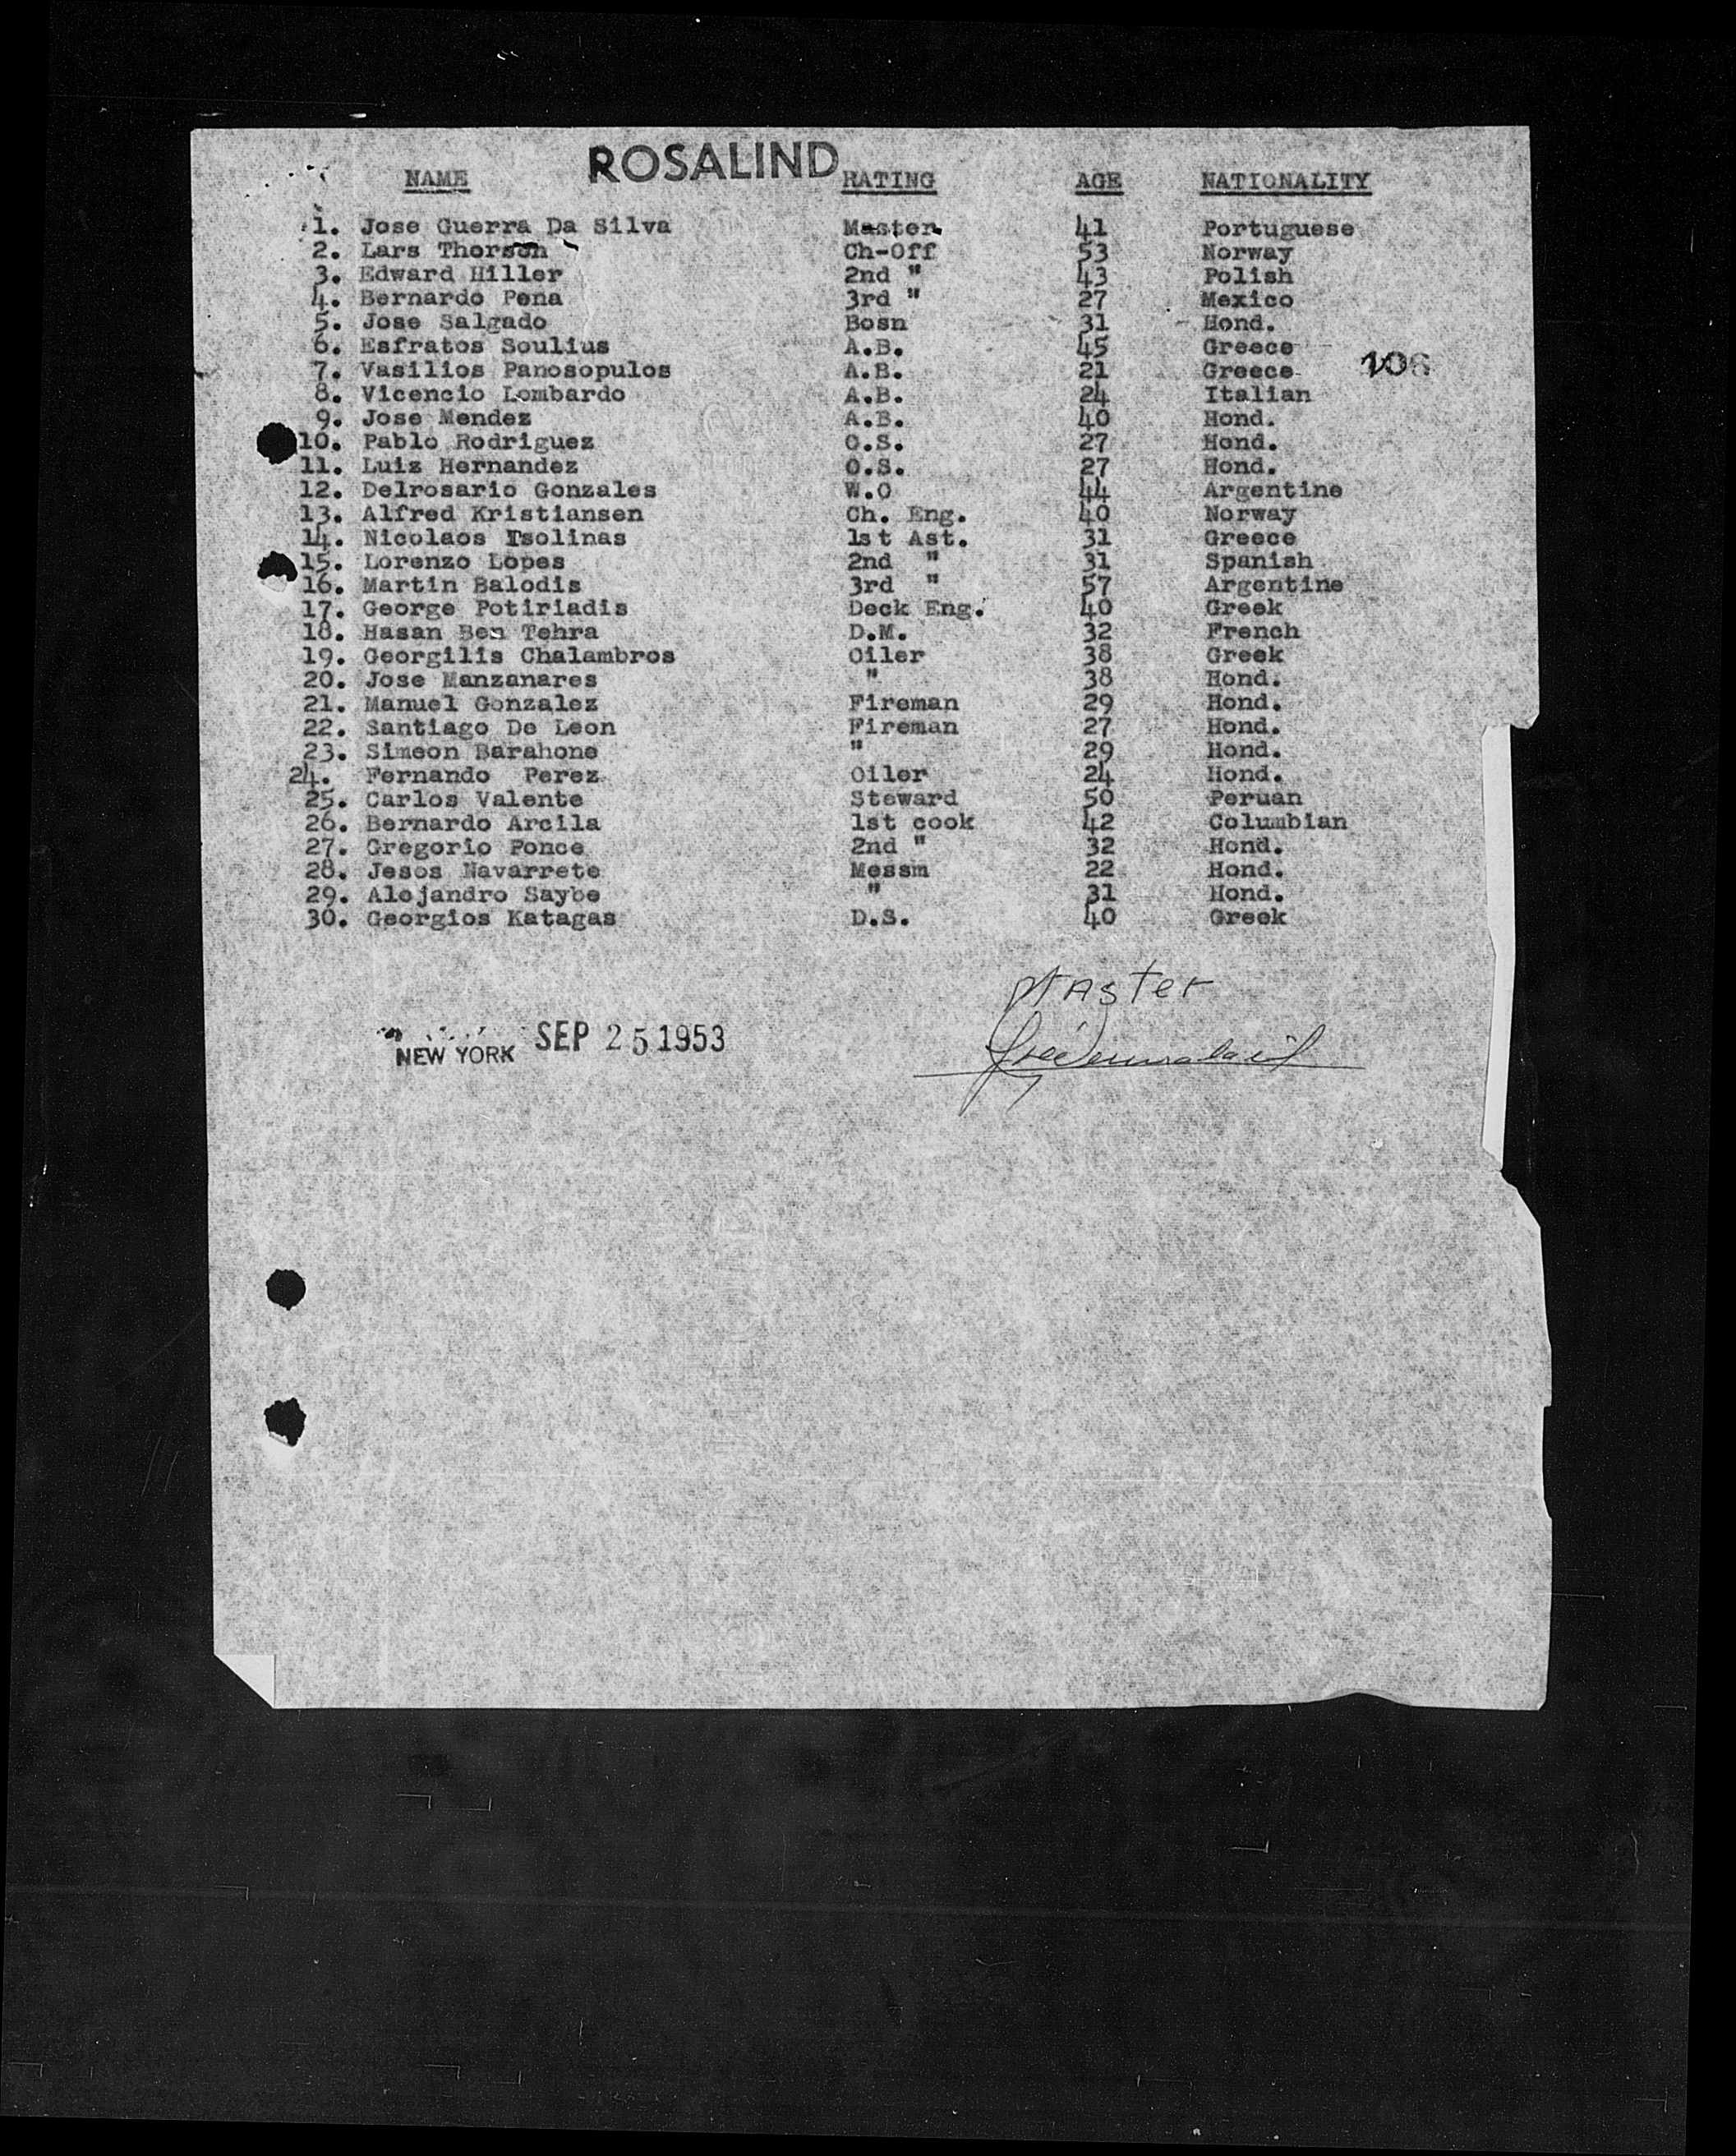 ROSALIND
NAME RATING AGE NATIONALITY
1. Jose Guerra Da Silva Master 41 Portuguese
2. Lars Thorson Ch-Off 53 Norway
3. Edward Hiller 2nd " 43 Polish
4. Bernardo Pena 3rd " 27 Mexico
5. Jose Salgado Bosn 31 Hond.
6. Esfratos Soulius A.B. 45 Greece
7. Vasilios Panosopulos A.B. 21 Greece
106
8. Vicencio Lombardo A.B. 24 Italian
9. Jose Mendez A.B. 40 Hond.
10. Pablo Rodriguez O.S. 27 Hond.
11. Luiz Hernandez O.S. 27 Hond.
12. Delrosario Gonzales W.O 44 Argentine
13. Alfred Kristiansen Ch. Eng. 40 Norway
14. Nicolaos Tsolinas 1st Ast. 31 Greece
15. Lorenzo Lopes 2nd " 31 Spanish
16. Martin Balodis 3rd " 57 Argentine
17. George Potiriadis Deck Eng. 40 Greek
18. Hasan Ben Tehra D.M. 32 French
19. Georgilis Chalambros Oiler 38 Greek
20. Jose Manzanares " 38 Hond.
21. Manuel Gonzalez Fireman 29 Hond.
22. Santiago De Leon Fireman 27 Hond.
23. Simeon Barahone " 29 Hond.
24. Fernando Perez Oiler 24 Hond.
25. Carlos Valente Steward 50 Peruan
26. Bernardo Arcila 1st cook 42 Columbian
27. Gregorio Ponce 2nd " 32 Hond.
28. Jesos Navarrete Messm 22 Hond.
29. Alejandro Saybe " 31 Hond.
30. Georgios Katagas D.S. 40 Greek
Master
NEW YORK SEP 25 1953